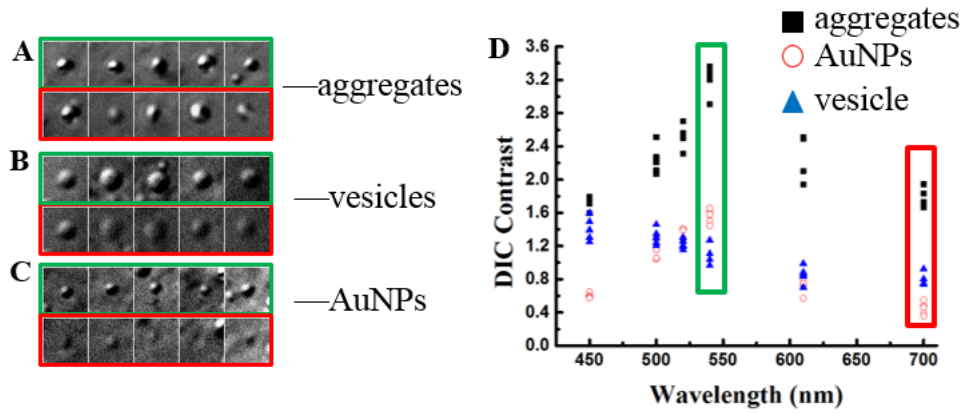 A
aggregates
B
vesicles
C
AuNPs
D
aggregates
AuNPs
vesicle
3.6
3.2
2.8
2.4
2.0
1.6
1.2
0.8
0.4
0.0
DIC Contrast
450 500 550 600 650 700
Wavelength (nm)